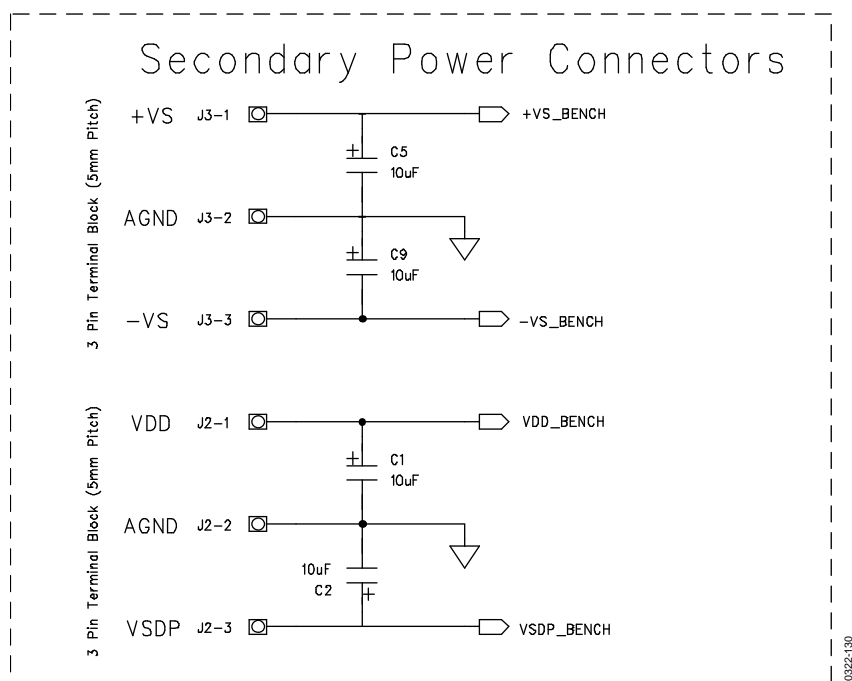 Secondary Power Connectors
3 Pin Terminal Block (5mm Pitch)
+VS J3-1 +VS_BENCH
+ C5
10uF
AGND J3-2
+ C9
10uF
-VS J3-3 -VS_BENCH
3 Pin Terminal Block (5mm Pitch)
VDD J2-1 VDD_BENCH
+ C1
10uF
AGND J2-2
10uF
C2 +
VSDP J2-3 VSDP_BENCH
0322-130